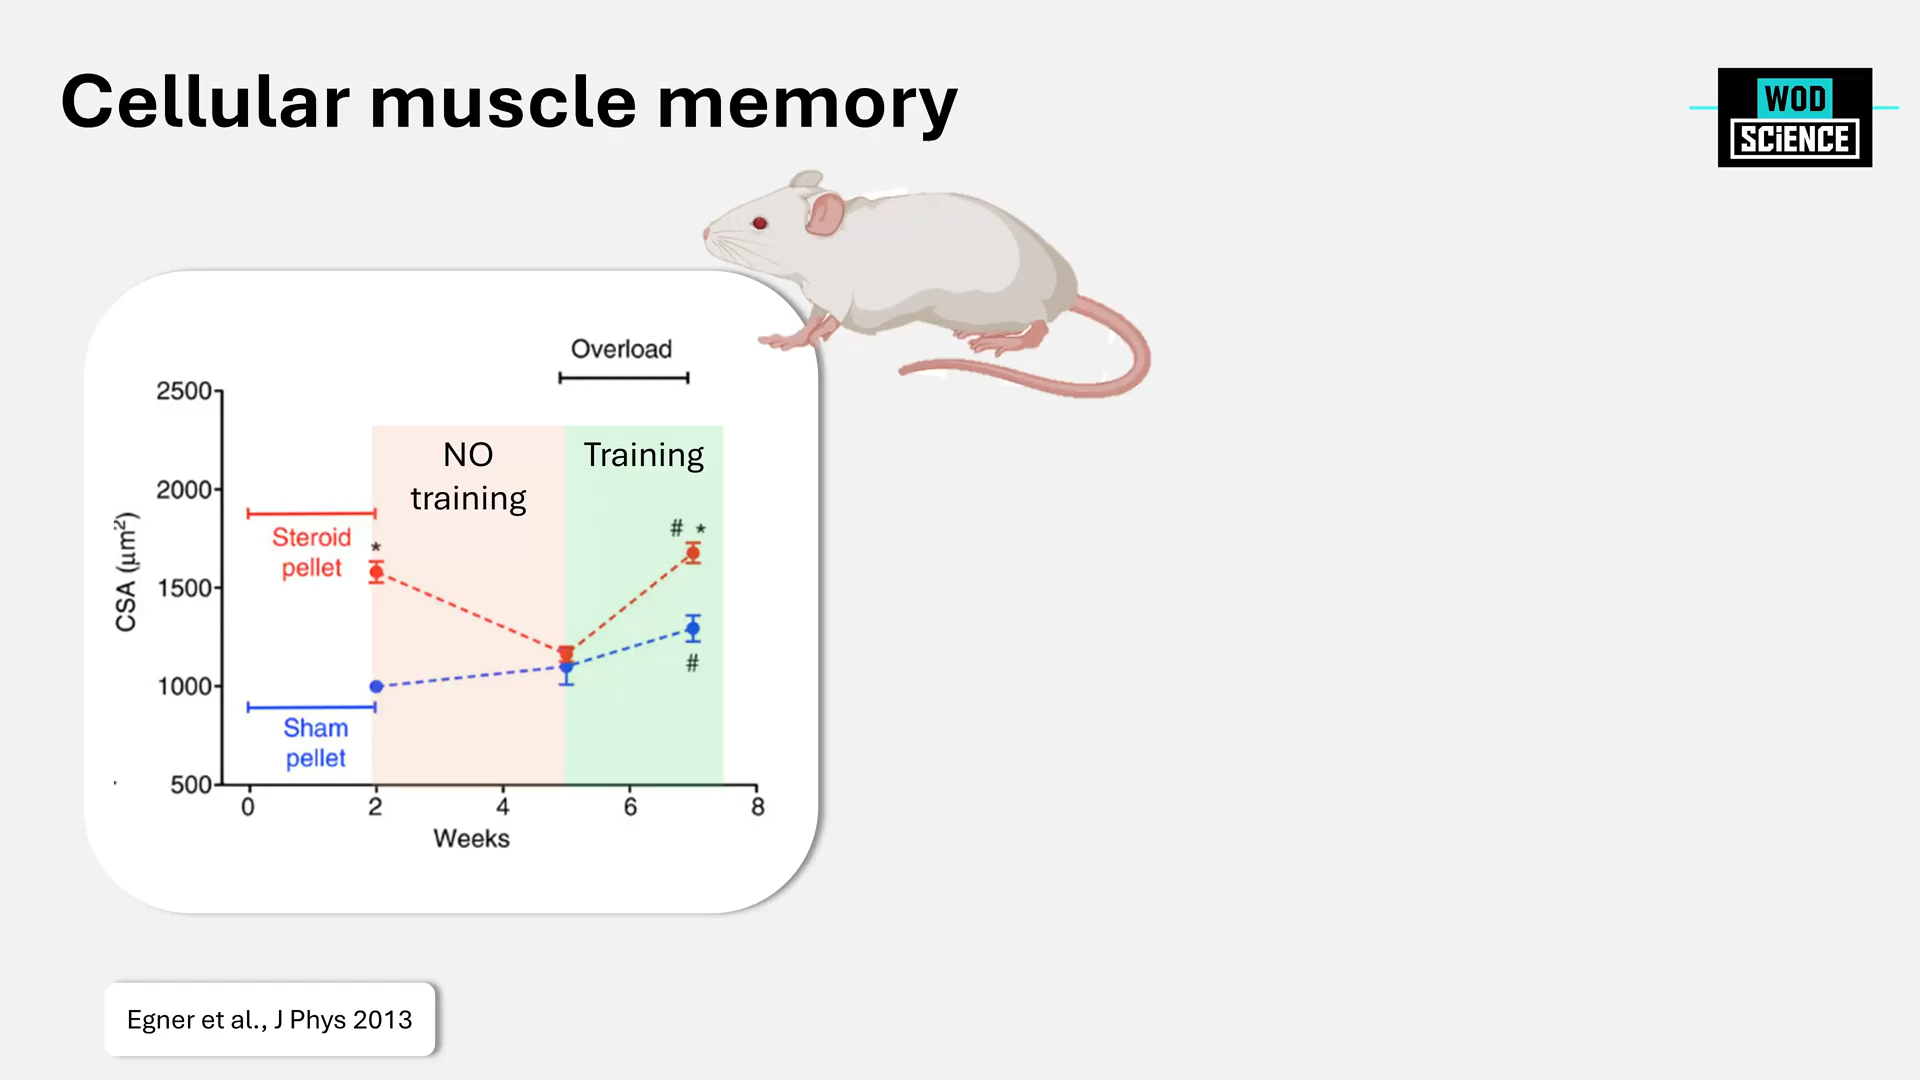 Cellular muscle memory
WOD
SCiENCE
Overload
2500
2000
1500
1000
500
CSA (µm²)
NO
training
Training
Steroid
pellet
*
# *
#
Sham
pellet
0 2 4 6 8
Weeks
Egner et al., J Phys 2013